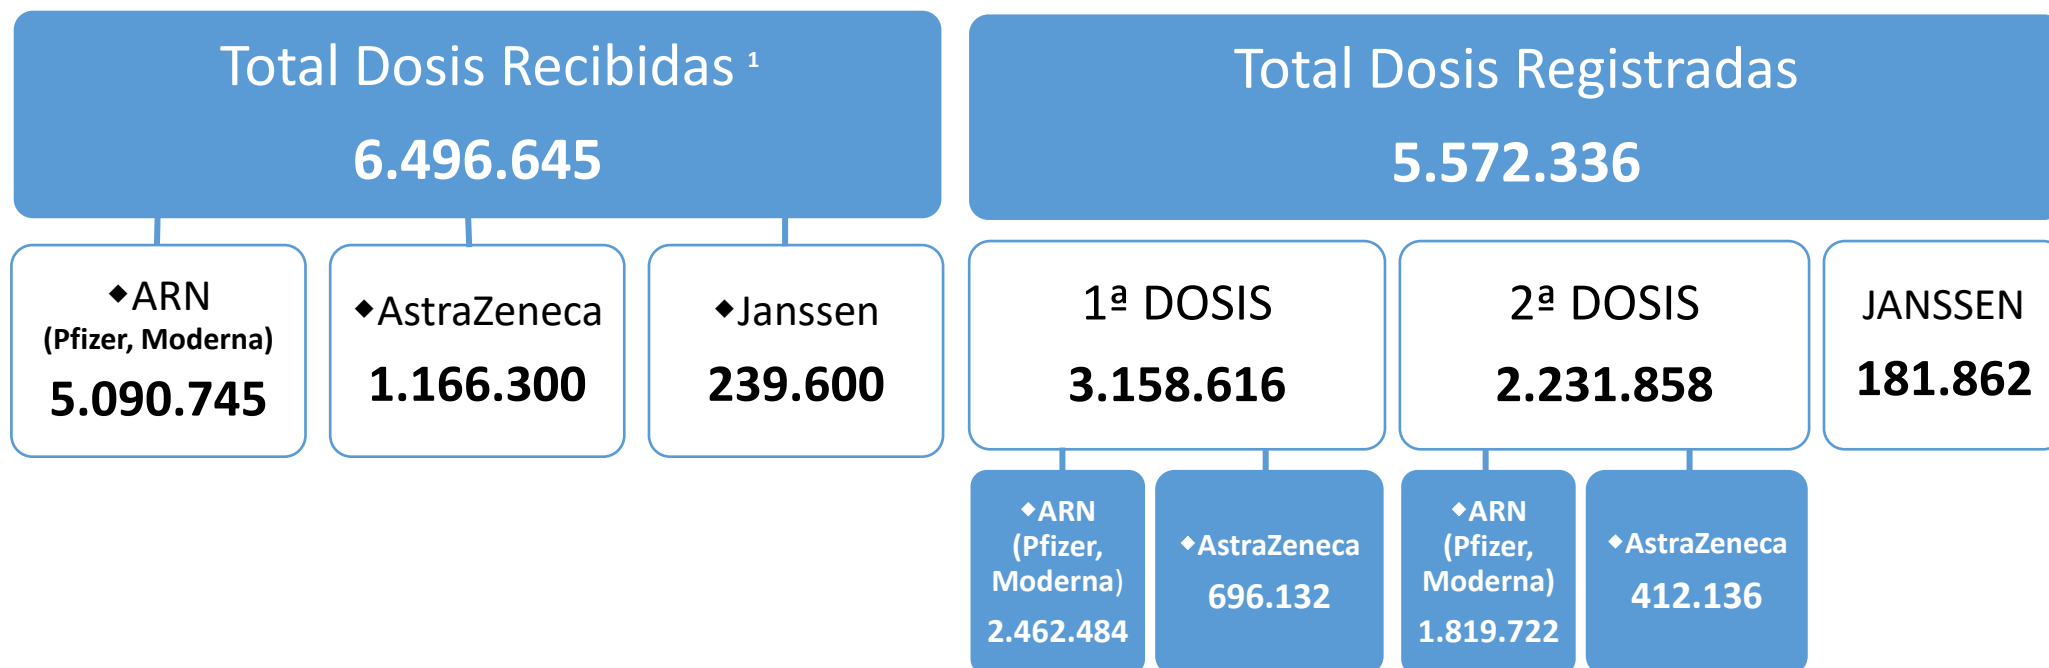 Total Dosis Recibidas ¹
6.496.645
◆ARN
(Pfizer, Moderna)
5.090.745
◆AstraZeneca
1.166.300
◆Janssen
239.600
Total Dosis Registradas
5.572.336
1ª DOSIS
3.158.616
◆ARN
(Pfizer,
Moderna)
2.462.484
◆AstraZeneca
696.132
2ª DOSIS
2.231.858
◆ARN
(Pfizer,
Moderna)
1.819.722
◆AstraZeneca
412.136
JANSSEN
181.862